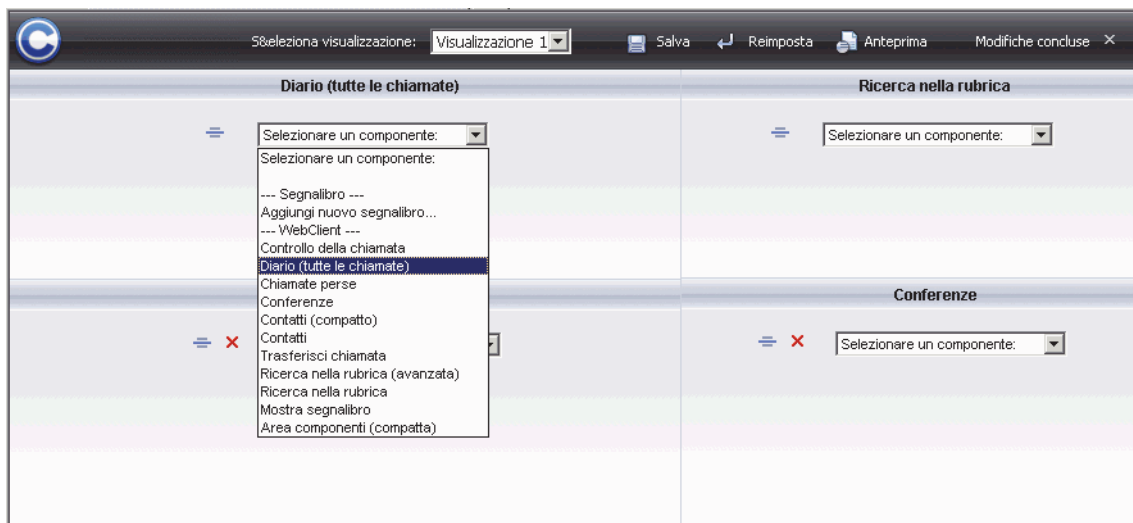 S&eleziona visualizzazione: Visualizzazione 1 Salva Reimposta Anteprima Modifiche concluse
Diario (tutte le chiamate)
Ricerca nella rubrica
Selezionare un componente:
Selezionare un componente:
Selezionare un componente:
--- Segnalibro ---
Aggiungi nuovo segnalibro...
--- WebClient ---
Controllo della chiamata
Diario (tutte le chiamate)
Chiamate perse
Conferenze
Contatti (compatto)
Contatti
Trasferisci chiamata
Ricerca nella rubrica (avanzata)
Ricerca nella rubrica
Mostra segnalibro
Area componenti (compatta)
Conferenze
Selezionare un componente: